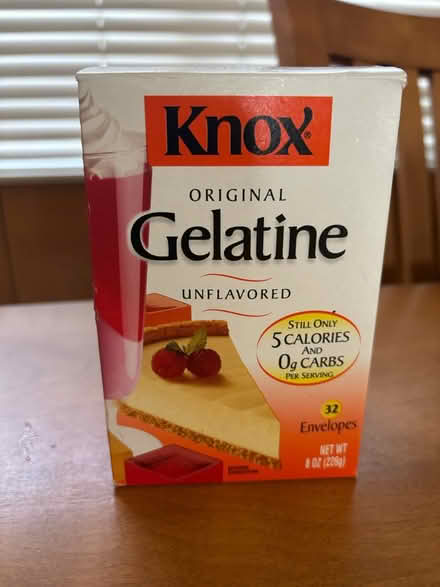 Knox®
ORIGINAL
Gelatine
UNFLAVORED
STILL ONLY
5 CALORIES
AND
0g CARBS
PER SERVING
32
Envelopes
NET WT
8 OZ (226g)